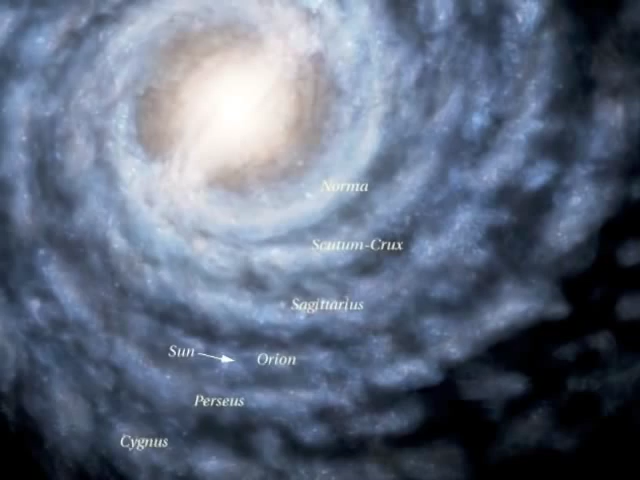 Norma
Scutum-Crux
Sagittarius
Sun
Orion
Perseus
Cygnus